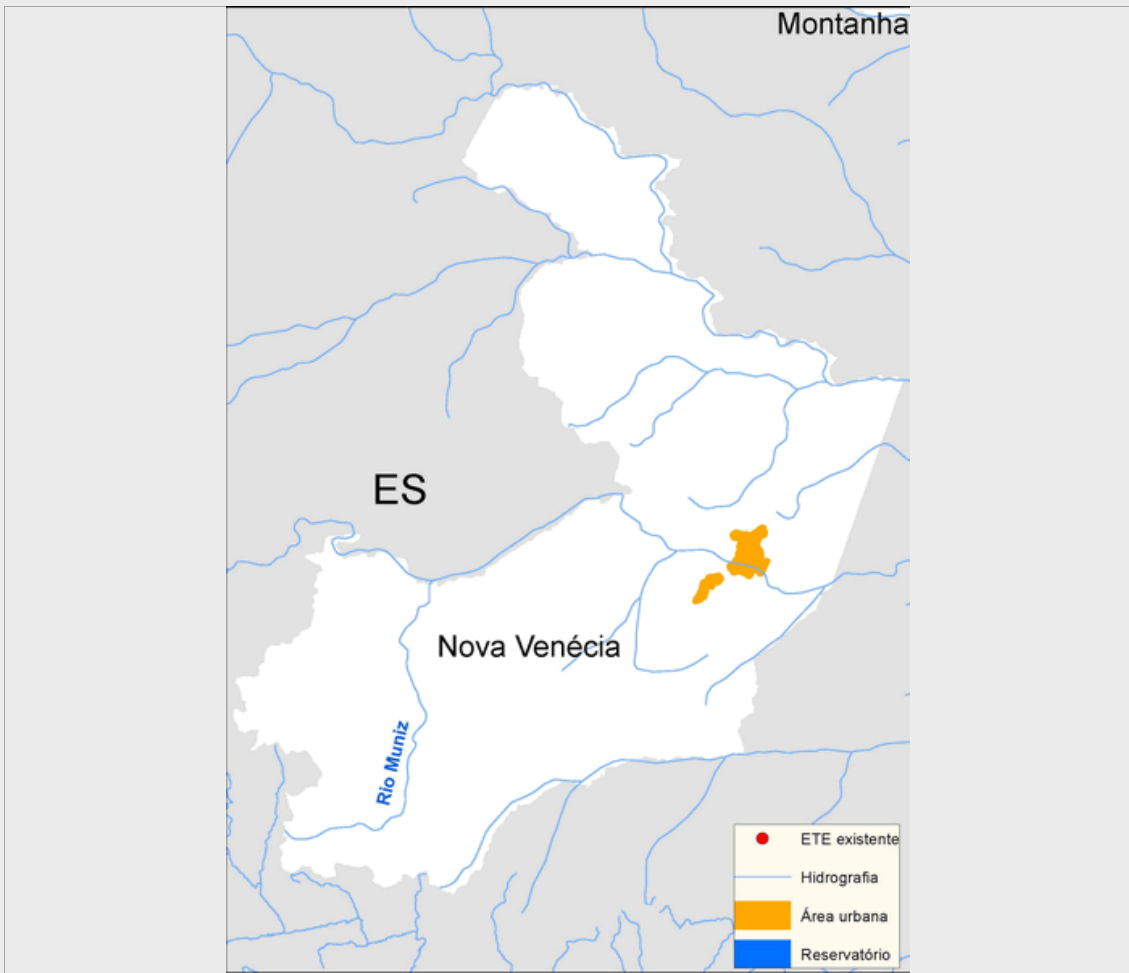 Montanha
ES
Nova Venécia
Rio Muniz
ETE existente
Hidrografia
Área urbana
Reservatório